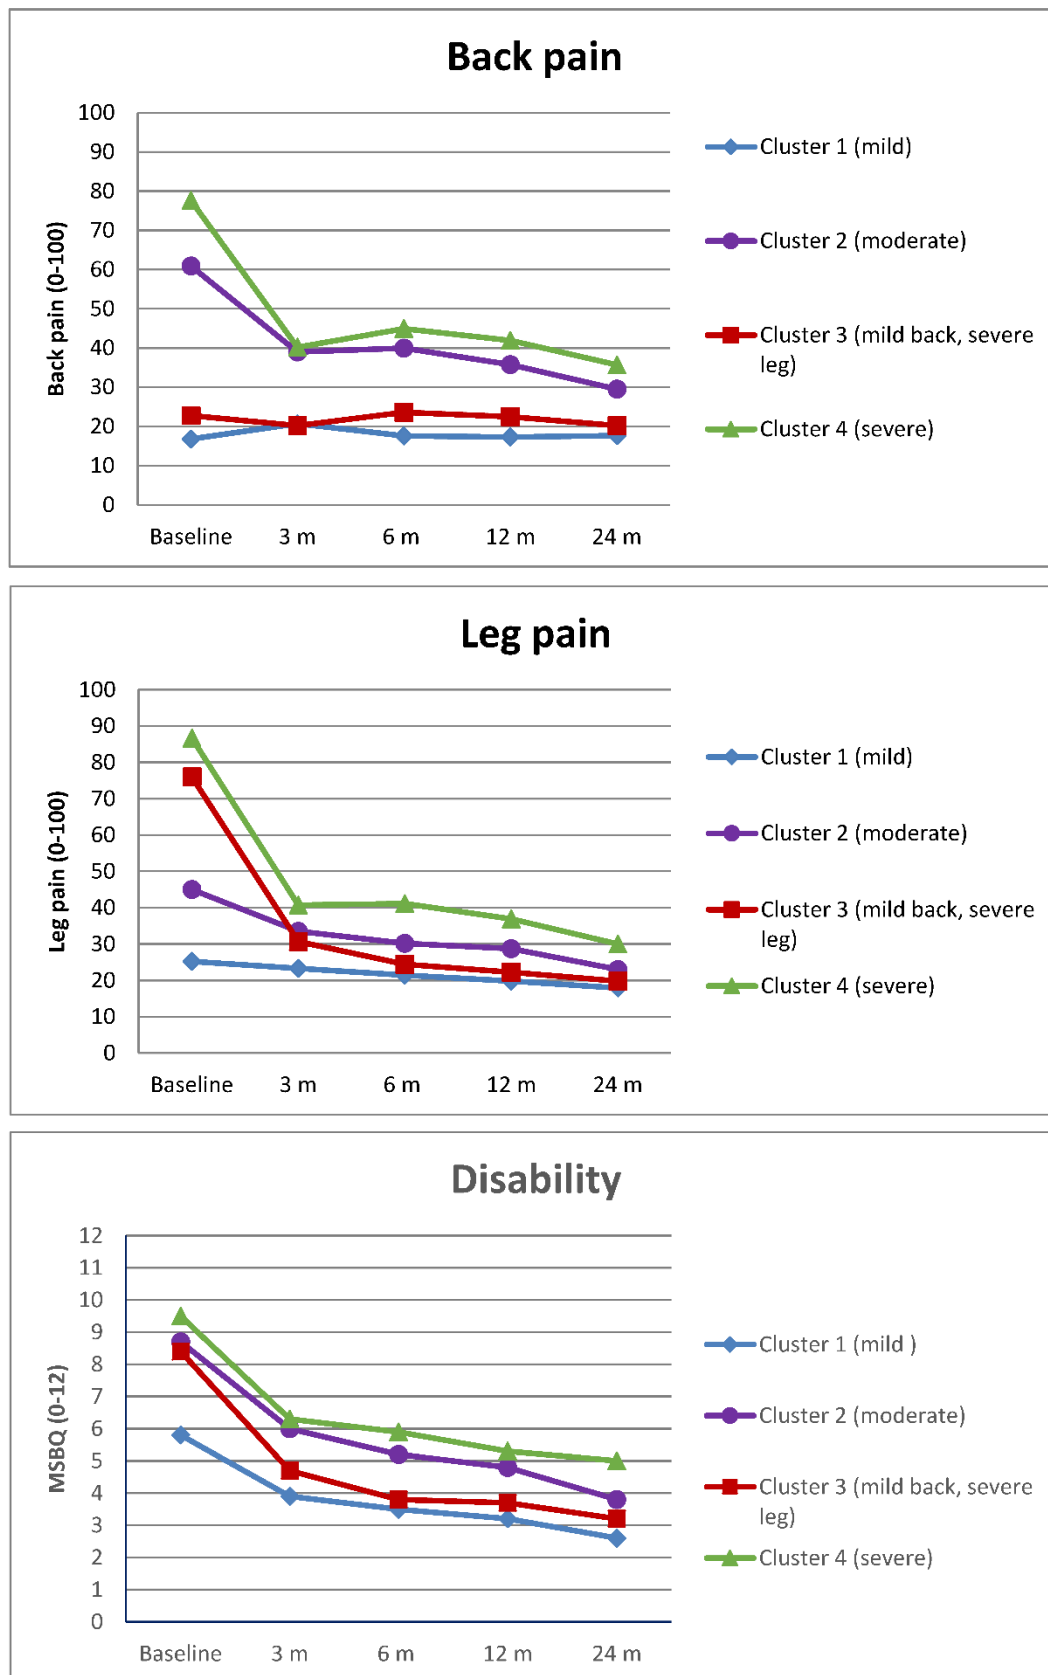 Back pain
100
90
80
70
60
50
40
30
20
10
0
Back pain (0-100)
Baseline 3 m 6 m 12 m 24 m
Cluster 1 (mild)
Cluster 2 (moderate)
Cluster 3 (mild back, severe
leg)
Cluster 4 (severe)
Leg pain
100
90
80
70
60
50
40
30
20
10
0
Leg pain (0-100)
Baseline 3 m 6 m 12 m 24 m
Cluster 1 (mild)
Cluster 2 (moderate)
Cluster 3 (mild back, severe
leg)
Cluster 4 (severe)
Disability
12
11
10
9
8
7
6
5
4
3
2
1
0
MSBQ (0-12)
Baseline 3 m 6 m 12 m 24 m
Cluster 1 (mild )
Cluster 2 (moderate)
Cluster 3 (mild back, severe
leg)
Cluster 4 (severe)